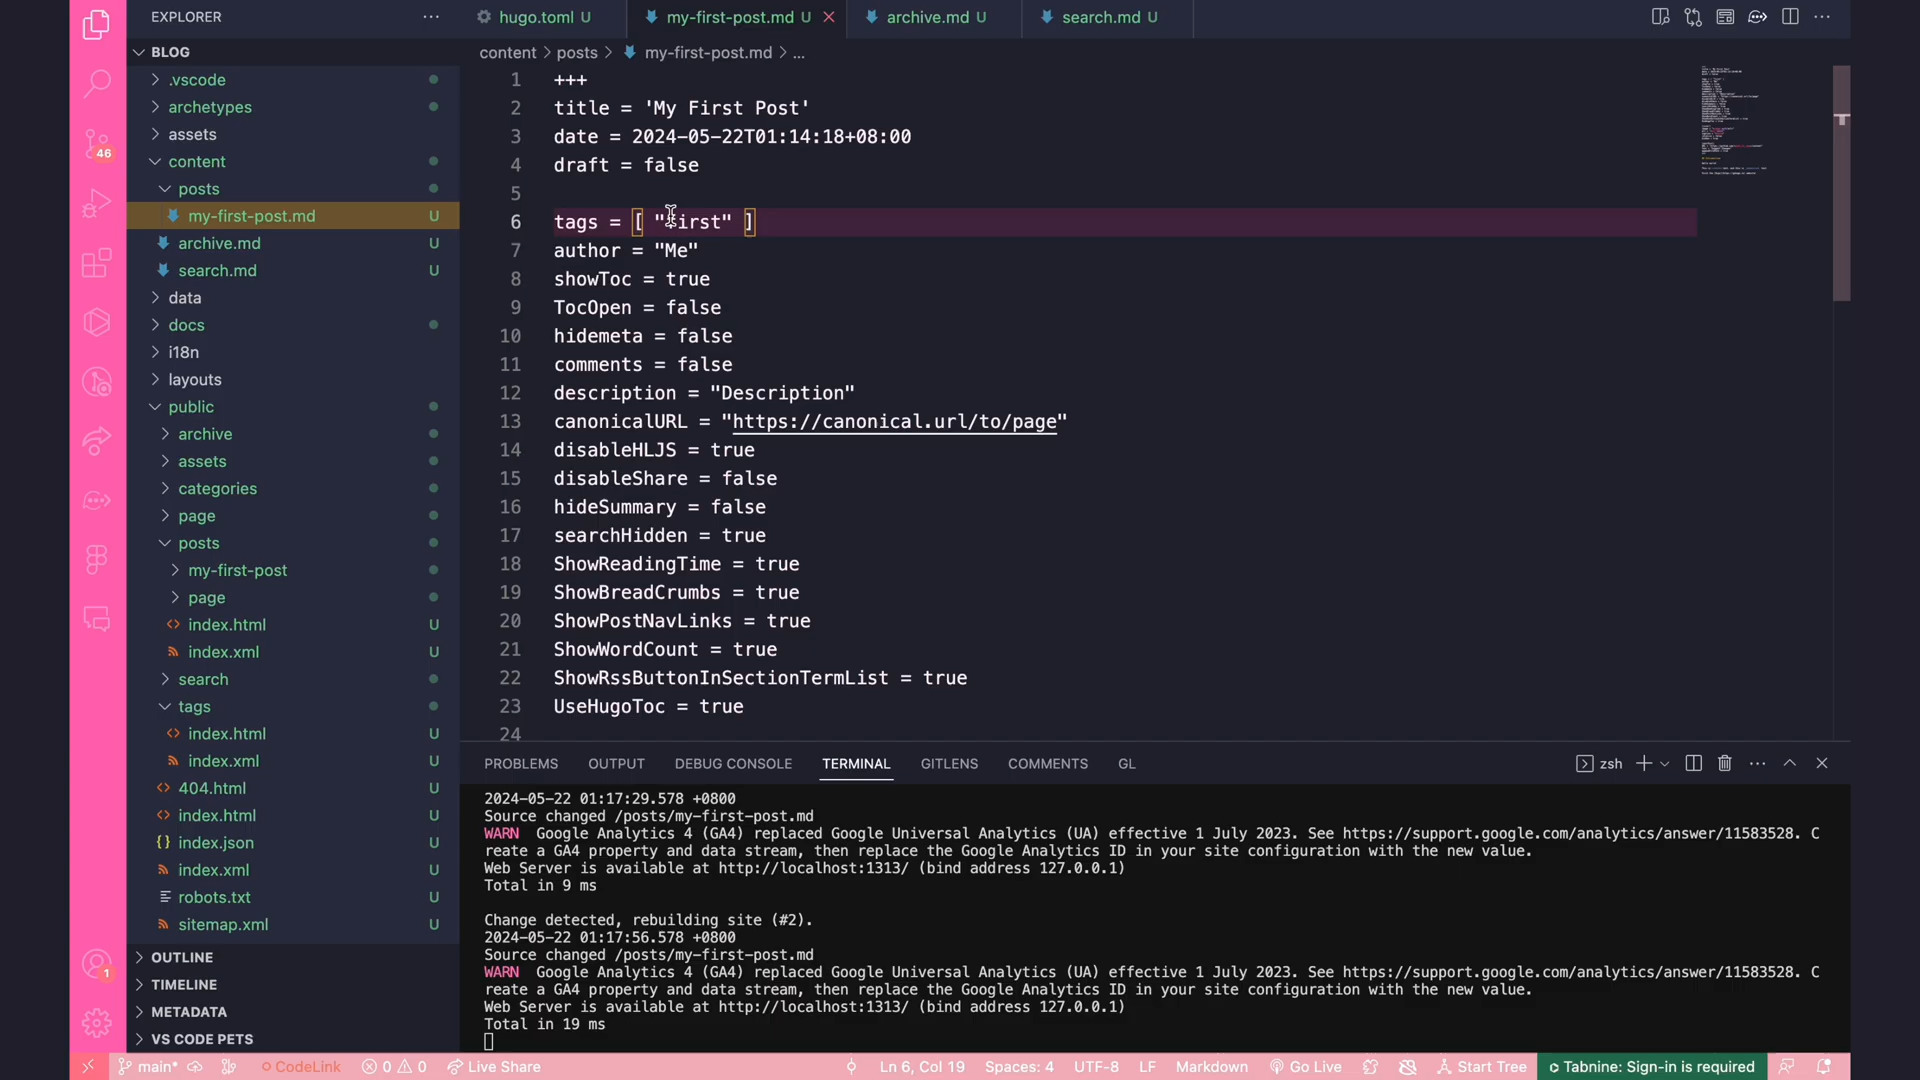 EXPLORER
hugo.toml U
my-first-post.md U
archive.md U
search.md U
BLOG
.vscode
archetypes
assets
content
posts
my-first-post.md U
archive.md U
search.md U
data
docs
i18n
layouts
public
archive
assets
categories
page
posts
my-first-post
page
index.html U
index.xml U
search
tags
index.html U
index.xml U
404.html U
index.html U
index.json U
index.xml U
robots.txt U
sitemap.xml U
OUTLINE
TIMELINE
METADATA
VS CODE PETS
46
1
content > posts > my-first-post.md > ...
1 +++
2 title = 'My First Post'
3 date = 2024-05-22T01:14:18+08:00
4 draft = false
5
6 tags = [ "first" ]
7 author = "Me"
8 showToc = true
9 TocOpen = false
10 hidemeta = false
11 comments = false
12 description = "Description"
13 canonicalURL = "https://canonical.url/to/page"
14 disableHLJS = true
15 disableShare = false
16 hideSummary = false
17 searchHidden = true
18 ShowReadingTime = true
19 ShowBreadCrumbs = true
20 ShowPostNavLinks = true
21 ShowWordCount = true
22 ShowRssButtonInSectionTermList = true
23 UseHugoToc = true
24
PROBLEMS OUTPUT DEBUG CONSOLE TERMINAL GITLENS COMMENTS GL
zsh
2024-05-22 01:17:29.578 +0800
Source changed /posts/my-first-post.md
WARN  Google Analytics 4 (GA4) replaced Google Universal Analytics (UA) effective 1 July 2023. See https://support.google.com/analytics/answer/11583528. C
reate a GA4 property and data stream, then replace the Google Analytics ID in your site configuration with the new value.
Web Server is available at http://localhost:1313/ (bind address 127.0.0.1)
Total in 9 ms
Change detected, rebuilding site (#2).
2024-05-22 01:17:56.578 +0800
Source changed /posts/my-first-post.md
WARN  Google Analytics 4 (GA4) replaced Google Universal Analytics (UA) effective 1 July 2023. See https://support.google.com/analytics/answer/11583528. C
reate a GA4 property and data stream, then replace the Google Analytics ID in your site configuration with the new value.
Web Server is available at http://localhost:1313/ (bind address 127.0.0.1)
Total in 19 ms
main* CodeLink 0 0 Live Share Ln 6, Col 19 Spaces: 4 UTF-8 LF Markdown Go Live Start Tree Tabnine: Sign-in is required